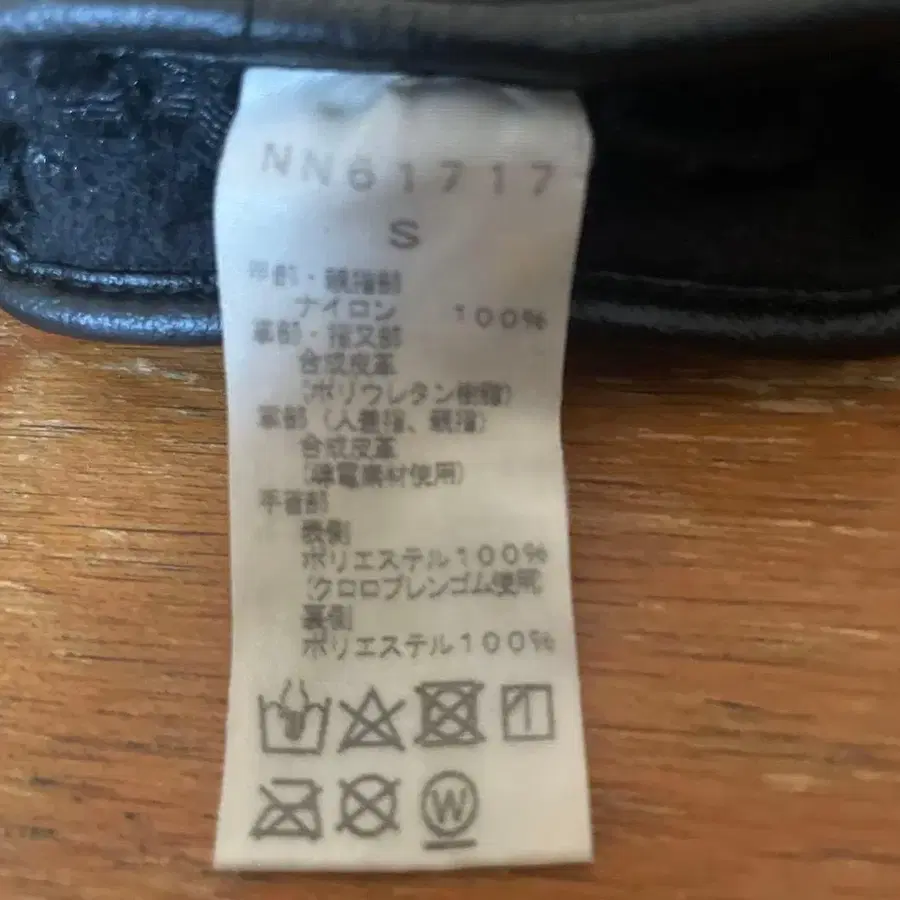 NN61717
S
甲部・親指部
ナイロン 100%
掌部・指又部
合成皮革
(ポリウレタン樹脂)
掌部(人差指、親指)
合成皮革
(導電素材使用)
手首部
表側
ポリエステル100%
(クロロプレンゴム使用)
裏側
ポリエステル100%
W